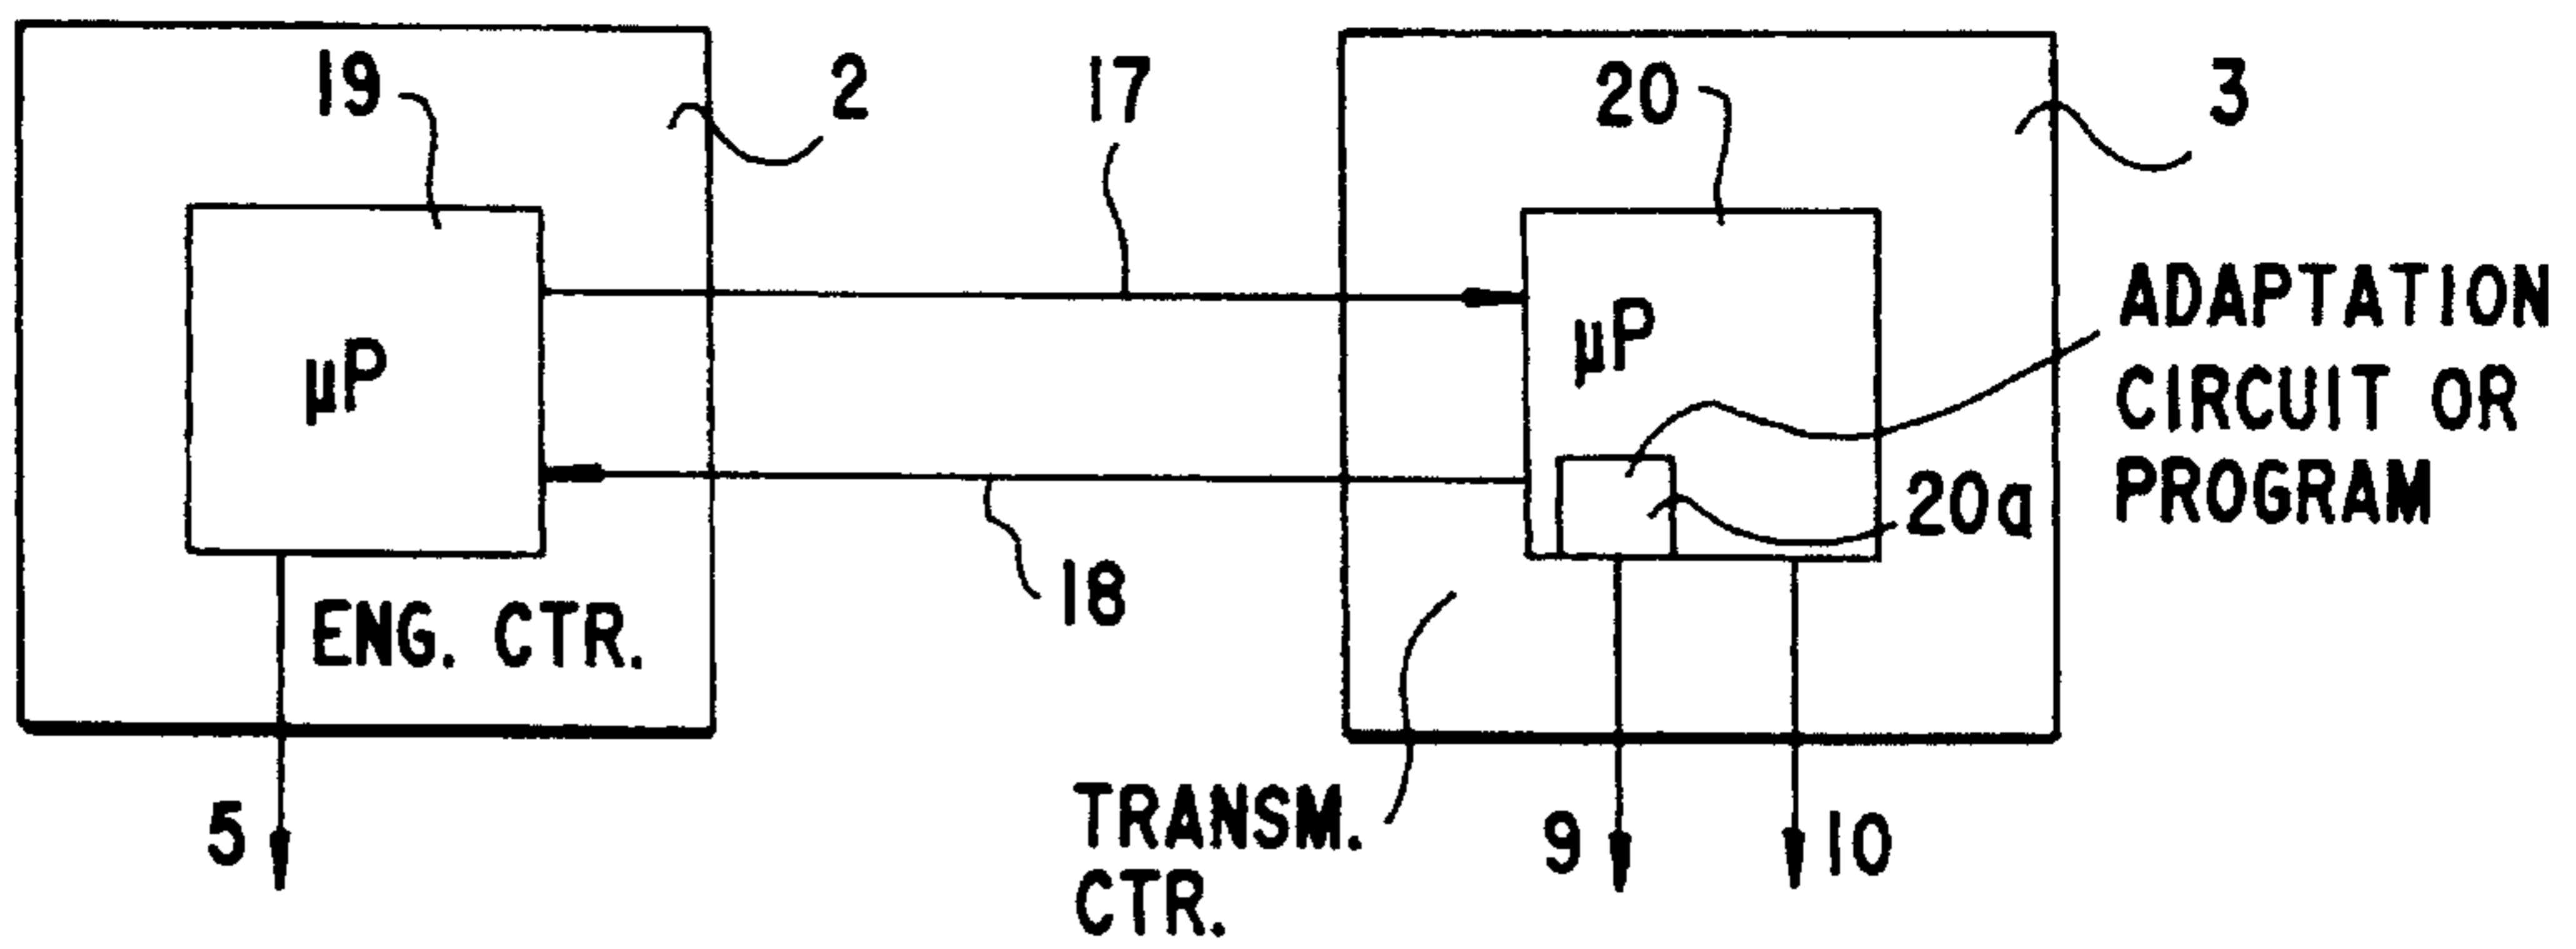 19
2
17
20
3
µP
µP
ADAPTATION
CIRCUIT OR
PROGRAM
20a
18
ENG. CTR.
5
TRANSM.
CTR.
9
10